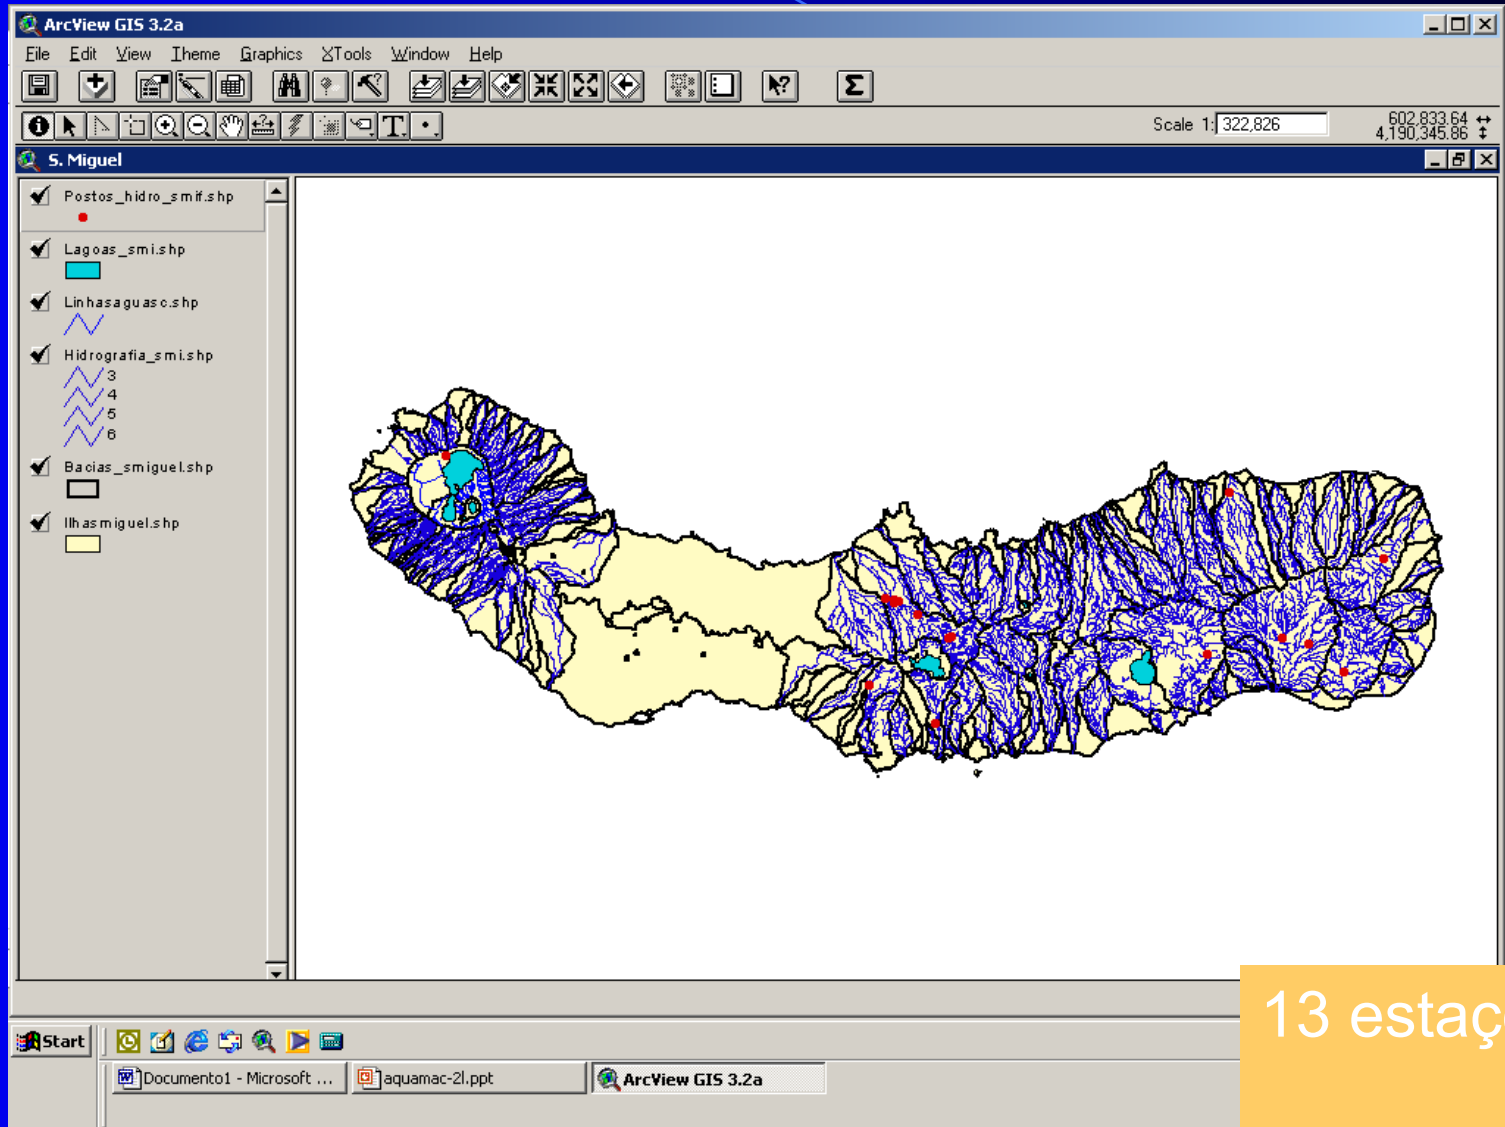 ArcView GIS 3.2a
File Edit View Theme Graphics XTools Window Help
Scale 1: 322,826
602,833.64
4,190,345.86
S. Miguel
Postos_hidro_smif.shp
Lagoas_smi.shp
Linhasaguasc.shp
Hidrografia_smi.shp
3
4
5
6
Bacias_smiguel.shp
Ilhasmiguel.shp
13 estaç
Start
Documento1 - Microsoft ...
aquamac-2l.ppt
ArcView GIS 3.2a